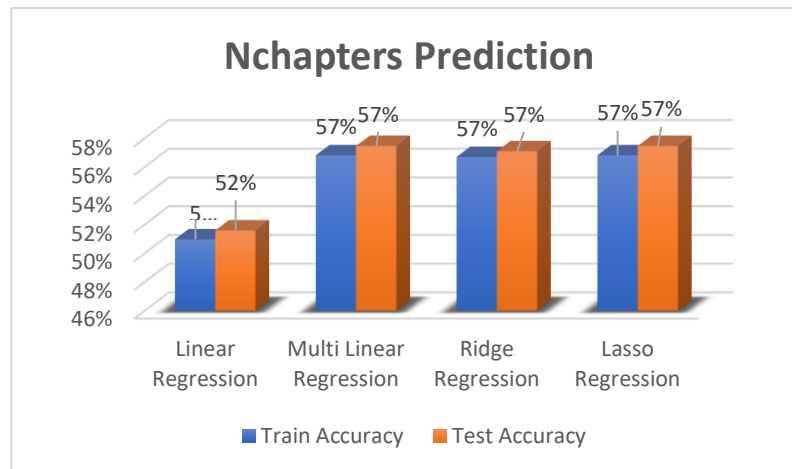 Nchapters Prediction
57% 57% 57% 57% 57% 57%
5... 52%
58%
56%
54%
52%
50%
48%
46%
Linear Regression
Multi Linear Regression
Ridge Regression
Lasso Regression
Train Accuracy Test Accuracy